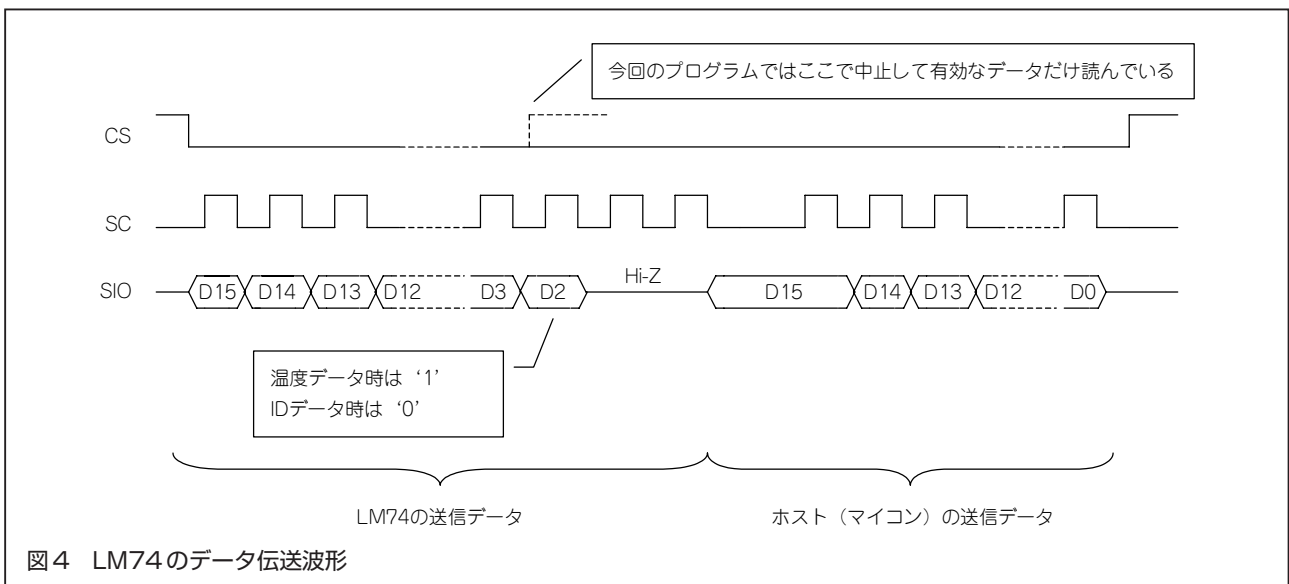 今回のプログラムではここで中止して有効なデータだけ読んでいる
CS
SC
SIO D15 D14 D13 D12 D3 D2 Hi-Z D15 D14 D13 D12 D0
温度データ時は‘1’
IDデータ時は‘0’
LM74の送信データ ホスト（マイコン）の送信データ
図4 LM74のデータ伝送波形